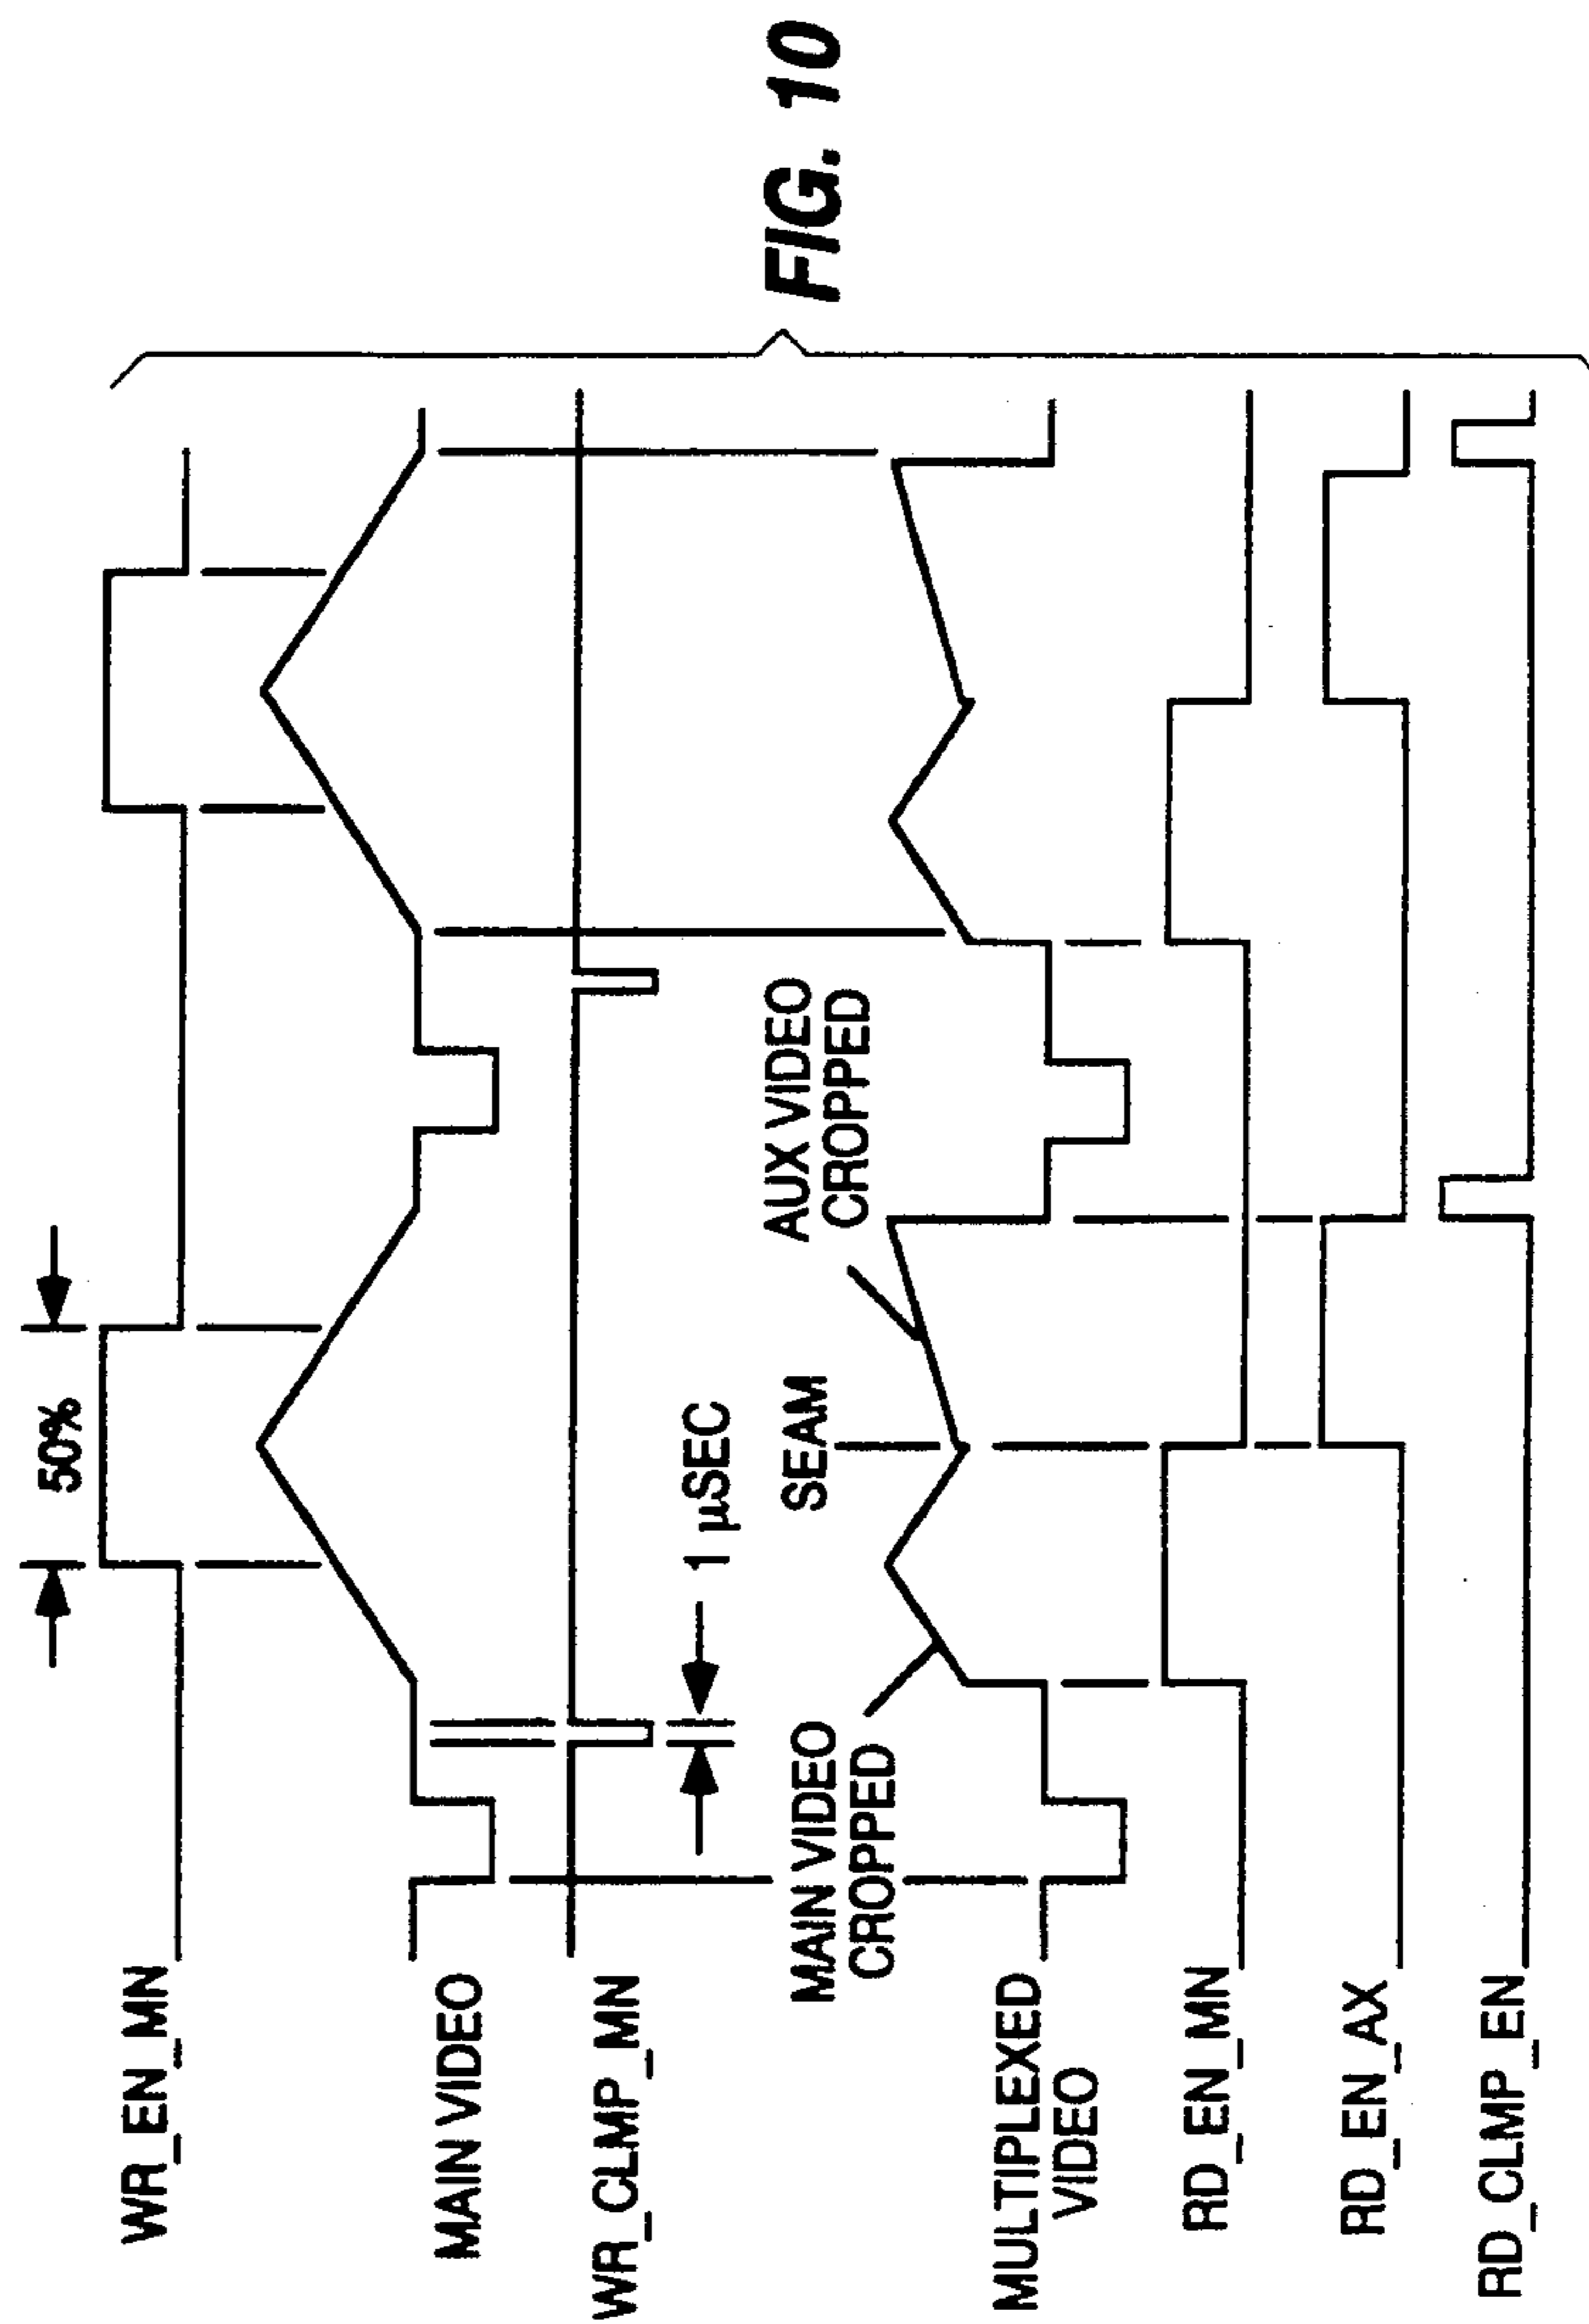 50%
WR_EN_MN
MAIN VIDEO
WR_CLMP_MN
1 µSEC
MAIN VIDEO
CROPPED
SEAM
AUX VIDEO
CROPPED
MULTIPLEXED
VIDEO
RD_EN_MN
RD_EN_AX
RD_CLMP_EN
FIG. 10